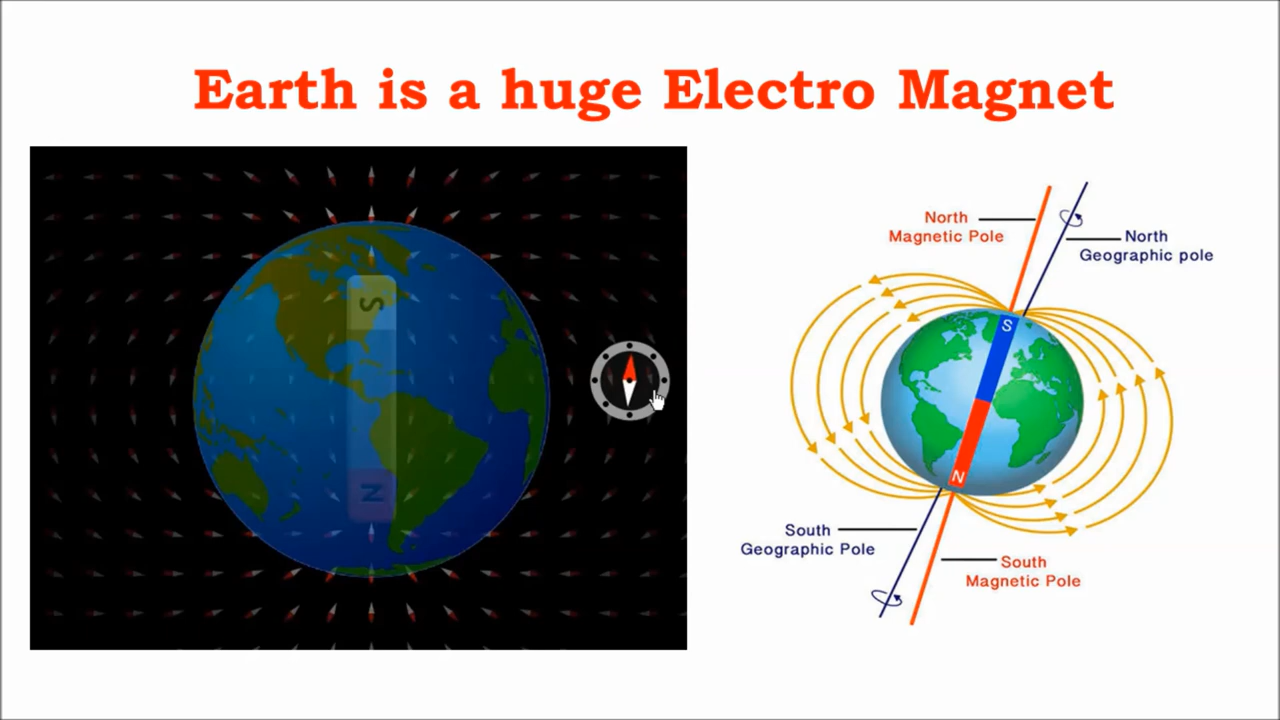 Earth is a huge Electro Magnet
S
N
North
Magnetic Pole
North
Geographic pole
S
N
South
Geographic Pole
South
Magnetic Pole